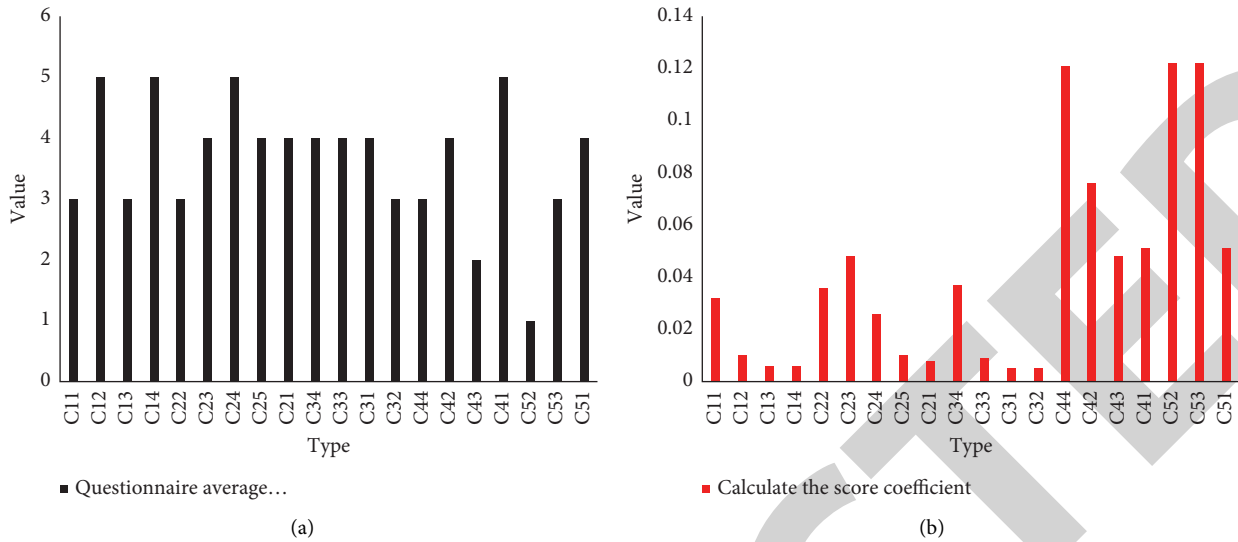 6
5
4
3
2
1
0
Value
C11 C12 C13 C14 C22 C23 C24 C25 C21 C34 C33 C31 C32 C44 C42 C43 C41 C52 C53 C51
Type
Questionnaire average…
(a)
0.14
0.12
0.1
0.08
0.06
0.04
0.02
0
Value
C11 C12 C13 C14 C22 C23 C24 C25 C21 C34 C33 C31 C32 C44 C42 C43 C41 C52 C53 C51
Type
Calculate the score coefficient
(b)